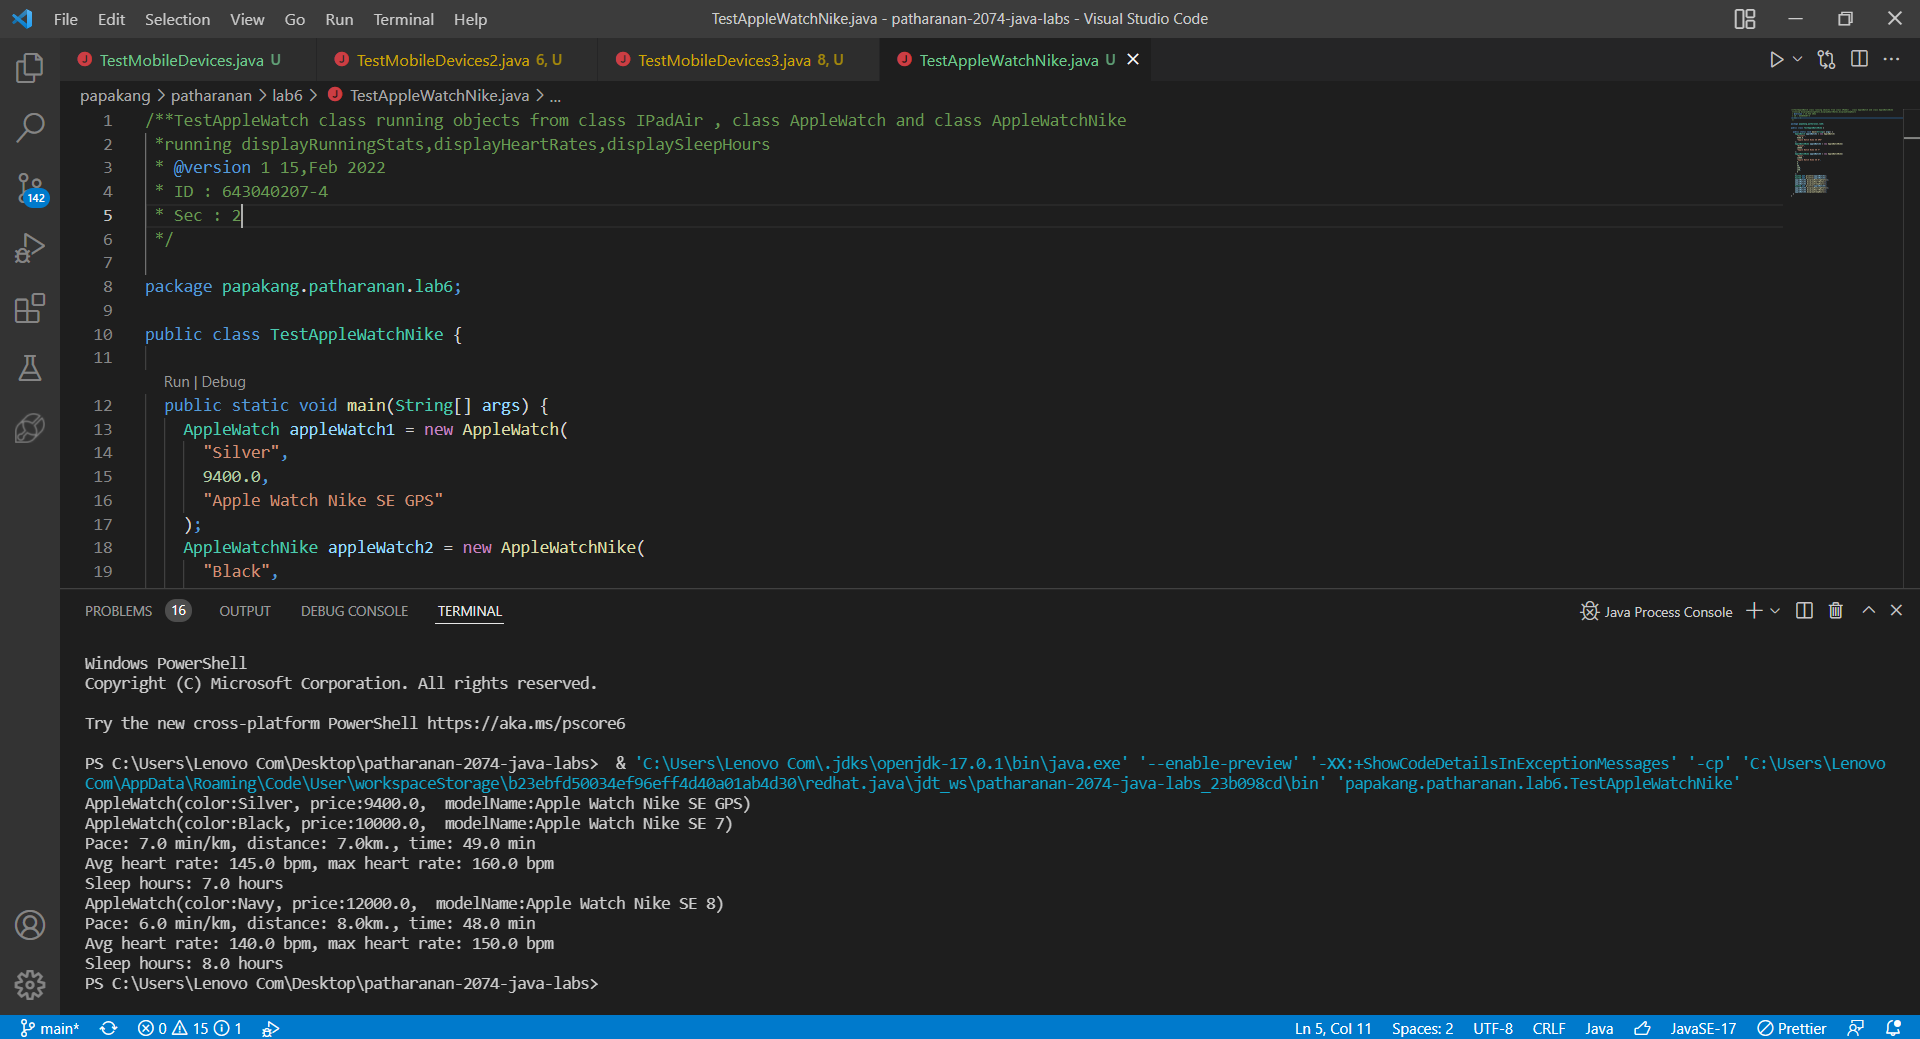 File Edit Selection View Go Run Terminal Help
TestAppleWatchNike.java - patharanan-2074-java-labs - Visual Studio Code
TestMobileDevices.java U
TestMobileDevices2.java 6, U
TestMobileDevices3.java 8, U
TestAppleWatchNike.java U
papakang > patharanan > lab6 > TestAppleWatchNike.java > ...
1 /**TestAppleWatch class running objects from class IPadAir , class AppleWatch and class AppleWatchNike
2 *running displayRunningStats,displayHeartRates,displaySleepHours
3 * @version 1 15,Feb 2022
4 * ID : 643040207-4
5 * Sec : 2
6 */
7
8 package papakang.patharanan.lab6;
9
10 public class TestAppleWatchNike {
11
Run | Debug
12 public static void main(String[] args) {
13 AppleWatch appleWatch1 = new AppleWatch(
14 "Silver",
15 9400.0,
16 "Apple Watch Nike SE GPS"
17 );
18 AppleWatchNike appleWatch2 = new AppleWatchNike(
19 "Black",
142
PROBLEMS 16 OUTPUT DEBUG CONSOLE TERMINAL
Java Process Console
Windows PowerShell
Copyright (C) Microsoft Corporation. All rights reserved.
Try the new cross-platform PowerShell https://aka.ms/pscore6
PS C:\Users\Lenovo Com\Desktop\patharanan-2074-java-labs> & 'C:\Users\Lenovo Com\.jdks\openjdk-17.0.1\bin\java.exe' '--enable-preview' '-XX:+ShowCodeDetailsInExceptionMessages' '-cp' 'C:\Users\Lenovo
Com\AppData\Roaming\Code\User\workspaceStorage\b23ebfd50034ef96eff4d40a01ab4d30\redhat.java\jdt_ws\patharanan-2074-java-labs_23b098cd\bin' 'papakang.patharanan.lab6.TestAppleWatchNike'
AppleWatch(color:Silver, price:9400.0,  modelName:Apple Watch Nike SE GPS)
AppleWatch(color:Black, price:10000.0,  modelName:Apple Watch Nike SE 7)
Pace: 7.0 min/km, distance: 7.0km., time: 49.0 min
Avg heart rate: 145.0 bpm, max heart rate: 160.0 bpm
Sleep hours: 7.0 hours
AppleWatch(color:Navy, price:12000.0,  modelName:Apple Watch Nike SE 8)
Pace: 6.0 min/km, distance: 8.0km., time: 48.0 min
Avg heart rate: 140.0 bpm, max heart rate: 150.0 bpm
Sleep hours: 8.0 hours
PS C:\Users\Lenovo Com\Desktop\patharanan-2074-java-labs>
main* 0 15 1
Ln 5, Col 11 Spaces: 2 UTF-8 CRLF Java JavaSE-17 Prettier